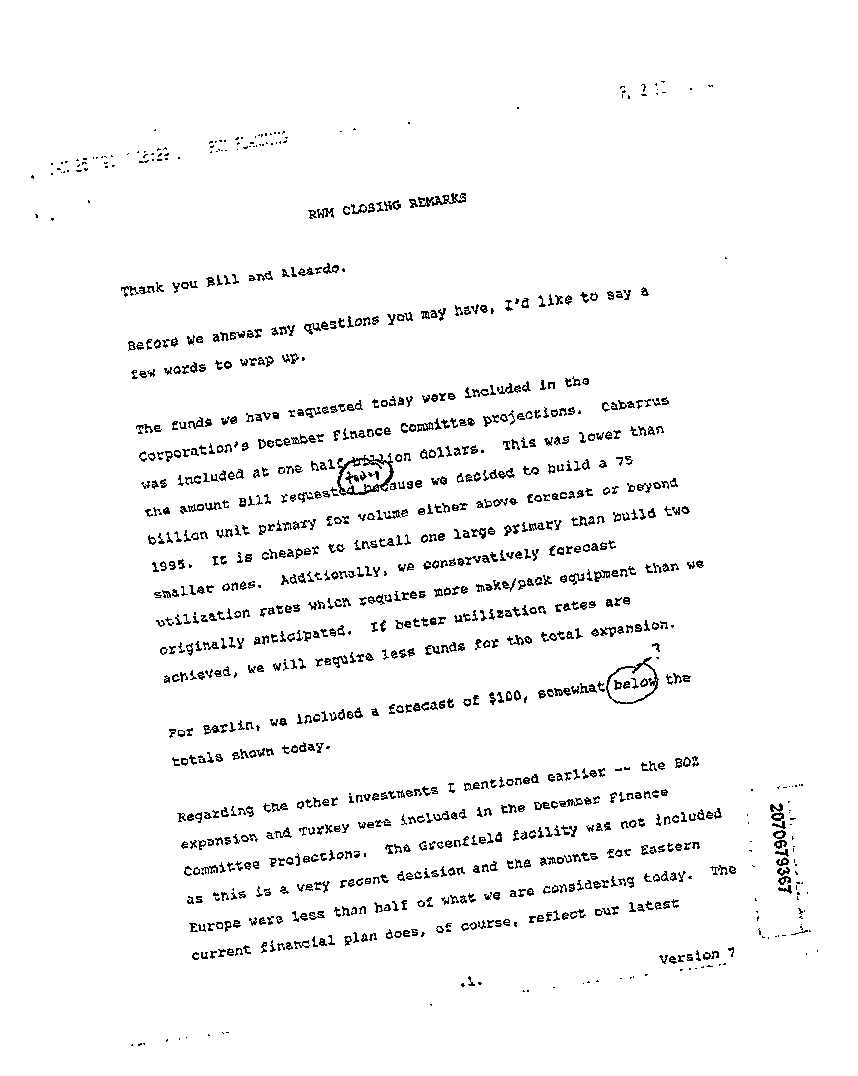 RWM CLOSING REMARKS
Thank you Bill and Aleardo.
Before we answer any questions you may have, I'd like to say a
few words to wrap up.
The funds we have requested today were included in the
Corporation's December Finance Committee projections. Cabarrus
was included at one half billion dollars. This was lower than
today
the amount Bill requested because we decided to build a 75
billion unit primary for volume either above forecast or beyond
1995. It is cheaper to install one large primary than build two
smaller ones. Additionally, we conservatively forecast
utilization rates which requires more make/pack equipment than we
originally anticipated. If better utilization rates are
achieved, we will require less funds for the total expansion.
?
For Berlin, we included a forecast of $100, somewhat below the
totals shown today.
Regarding the other investments I mentioned earlier -- the BOZ
expansion and Turkey were included in the December Finance
Committee Projections. The Greenfield facility was not included
as this is a very recent decision and the amounts for Eastern
Europe were less than half of what we are considering today. The
current financial plan does, of course, reflect our latest
.1.
Version 7
2070679367